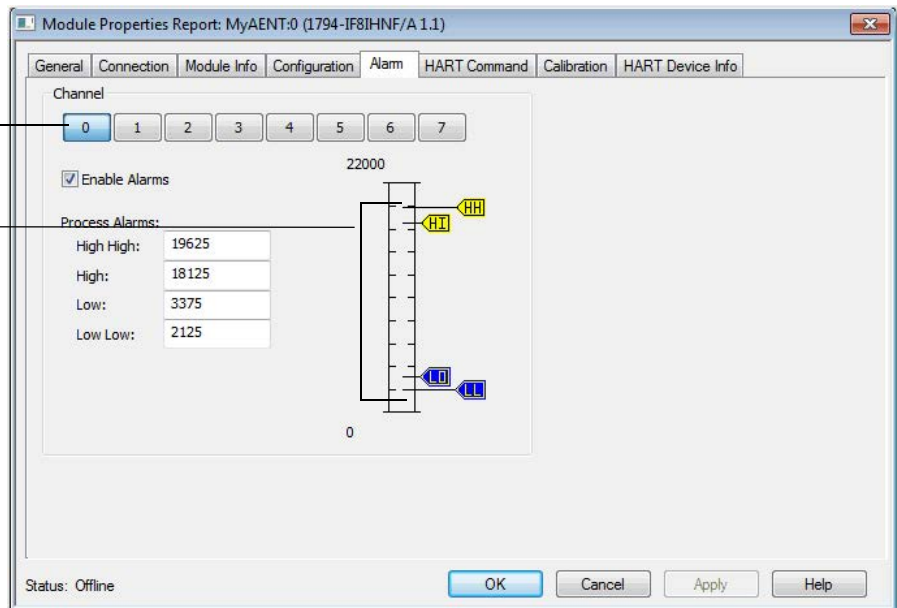 Module Properties Report: MyAENT:0 (1794-IF8IHNF/A 1.1)
General Connection Module Info Configuration Alarm HART Command Calibration HART Device Info
Channel
0 1 2 3 4 5 6 7
Enable Alarms
22000
HH
HI
Process Alarms:
High High: 19625
High: 18125
Low: 3375
Low Low: 2125
LO
LL
0
Status: Offline
OK Cancel Apply Help